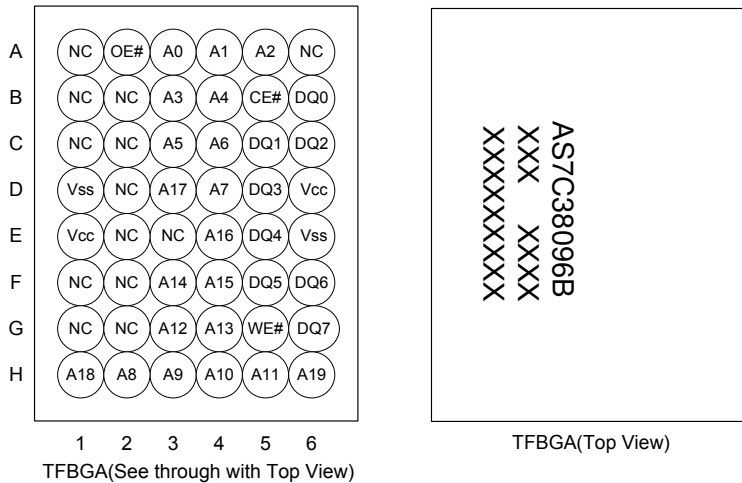 A NC OE# A0 A1 A2 NC
B NC NC A3 A4 CE# DQ0
C NC NC A5 A6 DQ1 DQ2
D Vss NC A17 A7 DQ3 Vcc
E Vcc NC NC A16 DQ4 Vss
F NC NC A14 A15 DQ5 DQ6
G NC NC A12 A13 WE# DQ7
H A18 A8 A9 A10 A11 A19
1 2 3 4 5 6
TFBGA(See through with Top View)
AS7C38096B
XXX XXXX
XXXXXXXXX
TFBGA(Top View)